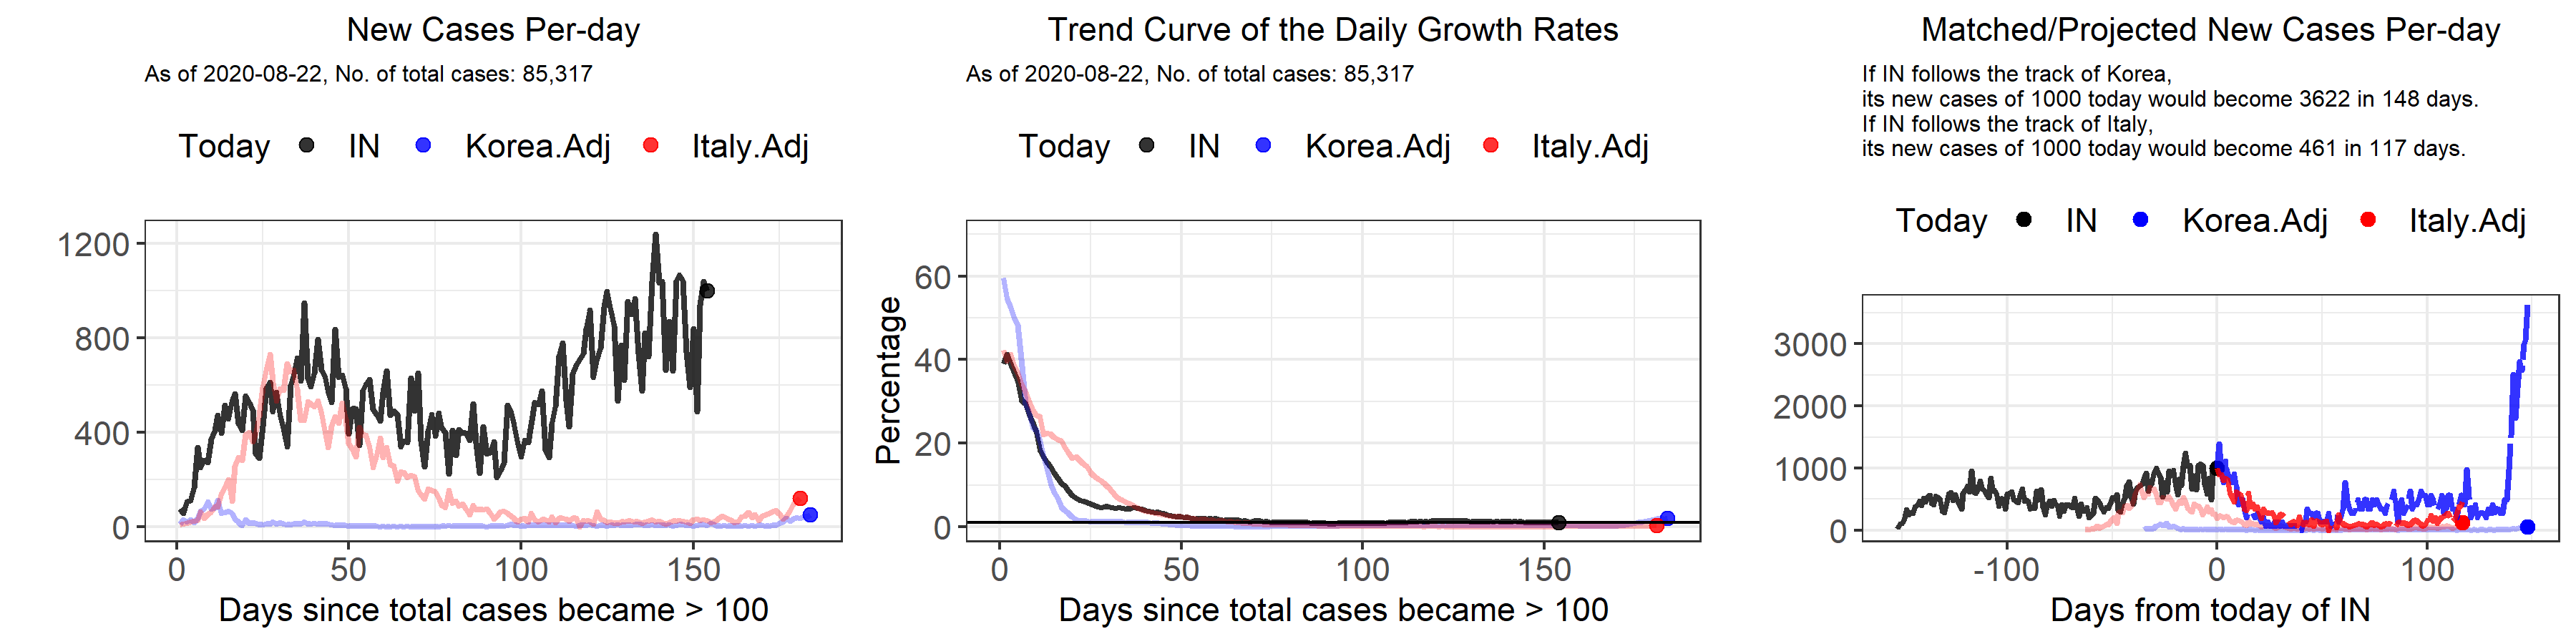 New Cases Per-day
As of 2020-08-22, No. of total cases: 85,317
Today IN Korea.Adj Italy.Adj
1200
800
400
0
0 50 100 150
Days since total cases became > 100
Trend Curve of the Daily Growth Rates
As of 2020-08-22, No. of total cases: 85,317
Today IN Korea.Adj Italy.Adj
Percentage
60
40
20
0
0 50 100 150
Days since total cases became > 100
Matched/Projected New Cases Per-day
If IN follows the track of Korea,
its new cases of 1000 today would become 3622 in 148 days.
If IN follows the track of Italy,
its new cases of 1000 today would become 461 in 117 days.
Today IN Korea.Adj Italy.Adj
3000
2000
1000
0
-100 0 100
Days from today of IN